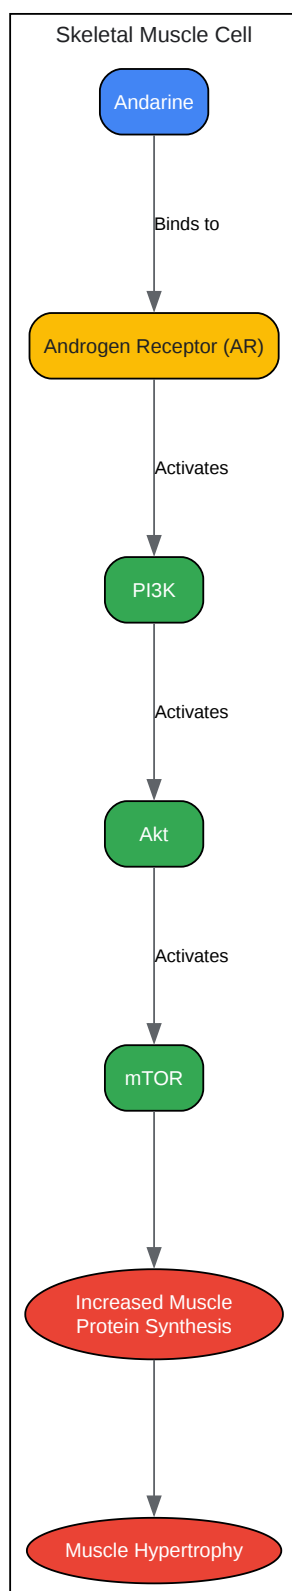 Skeletal Muscle Cell
Andarine
Binds to
Androgen Receptor (AR)
Activates
PI3K
Activates
Akt
Activates
mTOR
Increased Muscle
Protein Synthesis
Muscle Hypertrophy